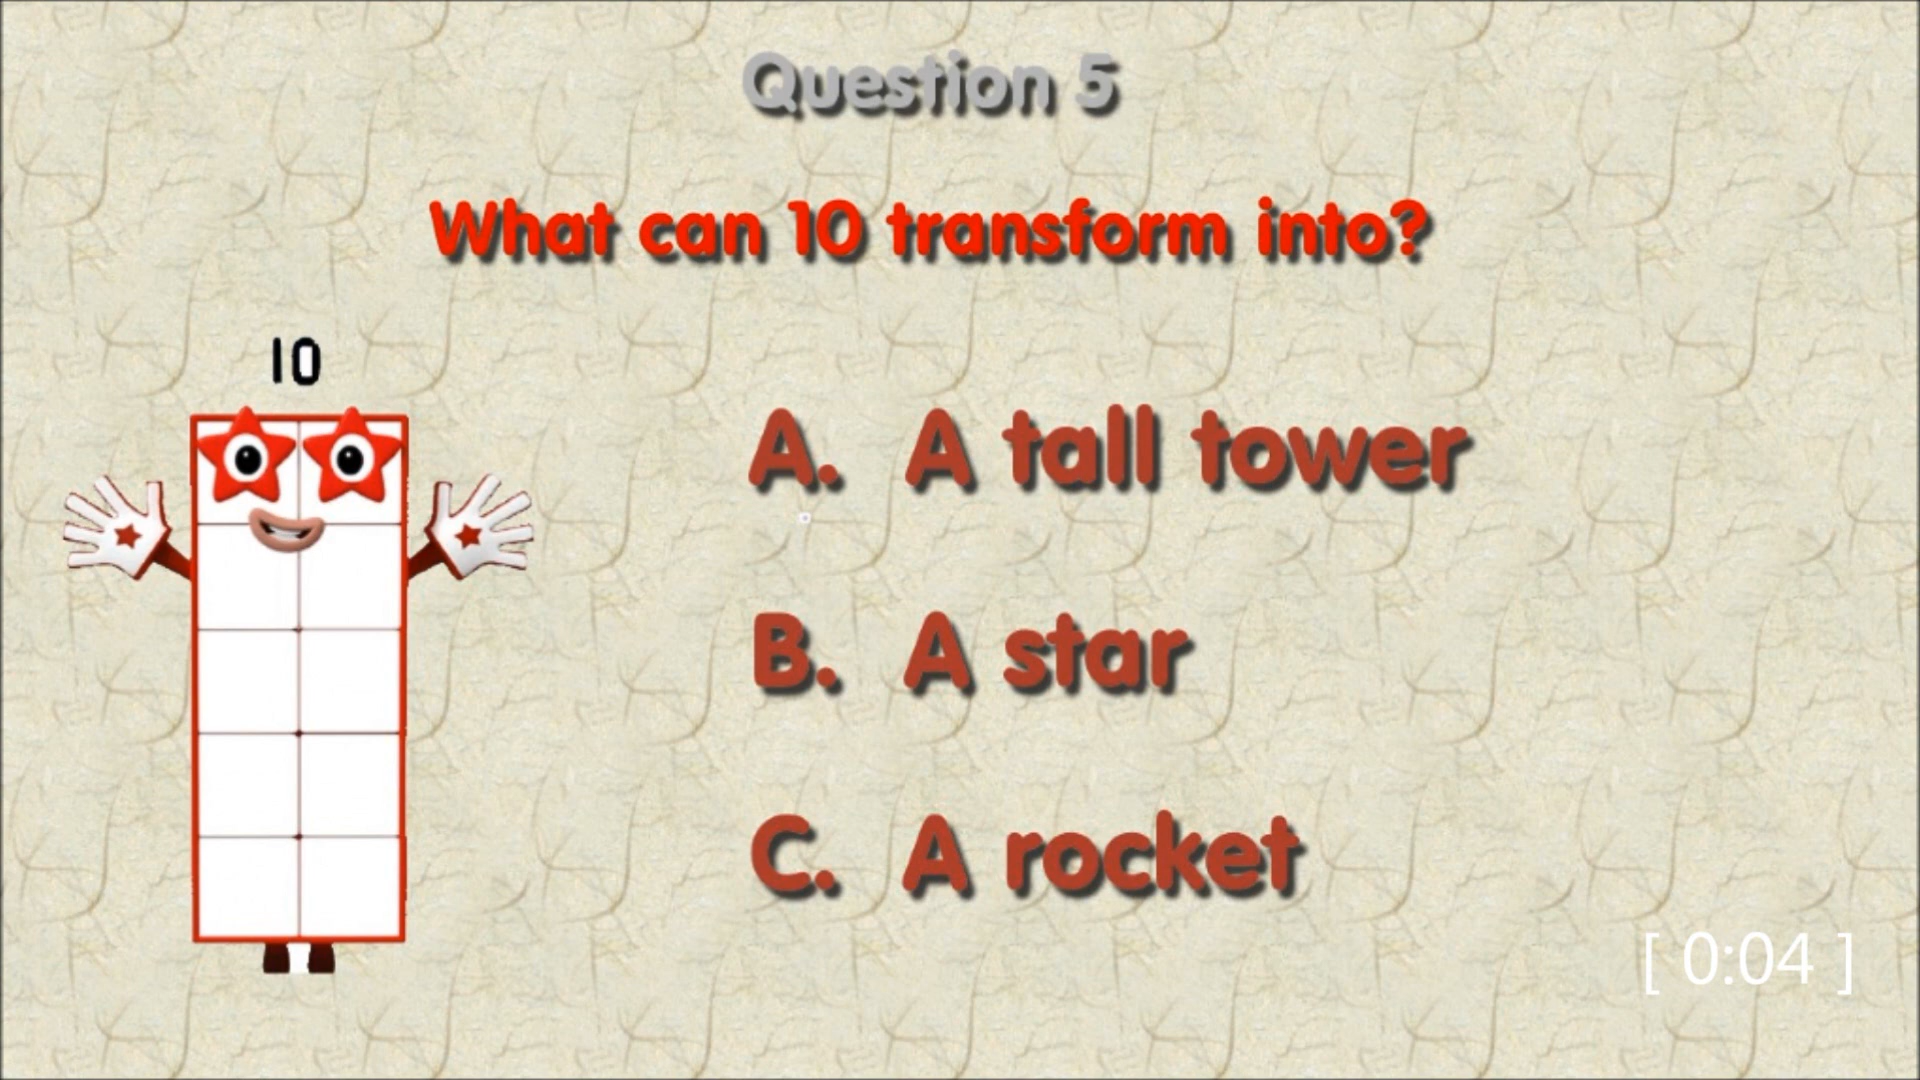 Question 5
What can 10 transform into?
10
A. A tall tower
B. A star
C. A rocket
[ 0:04 ]